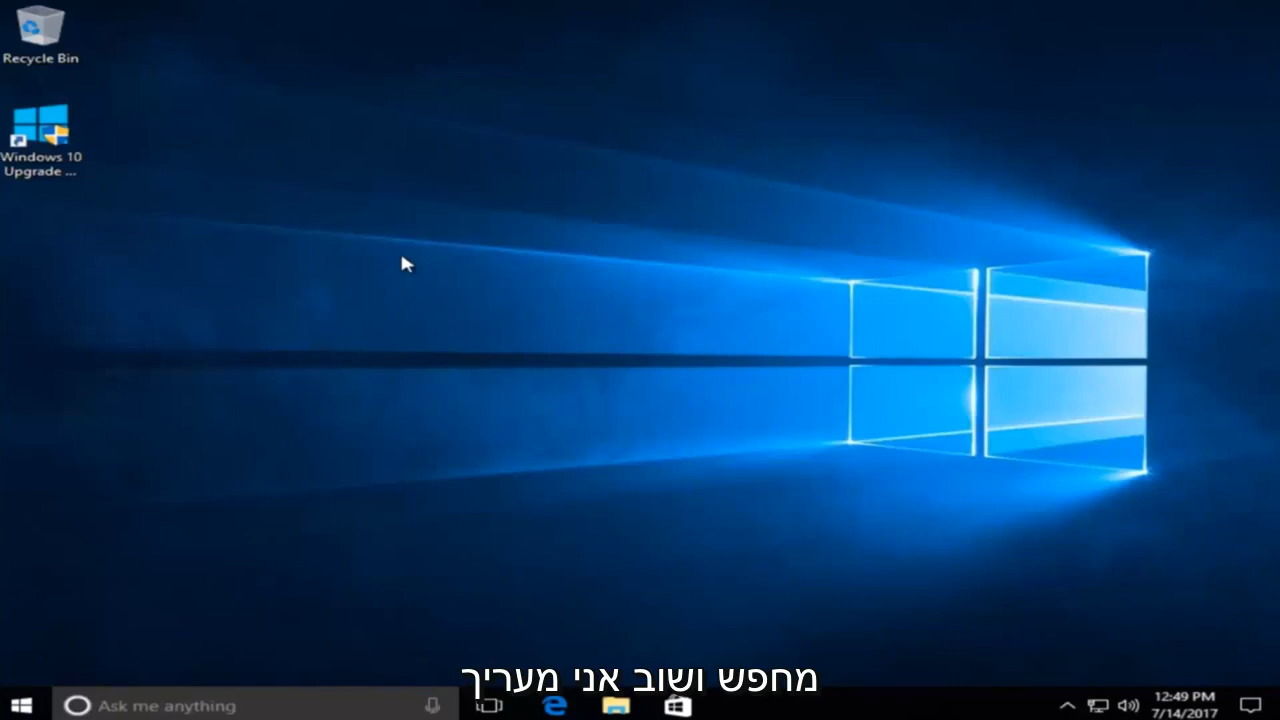 Recycle Bin
Windows 10
Upgrade ...
מחפש ושוב אני מעריך
Ask me anything
12:49 PM
7/14/2017